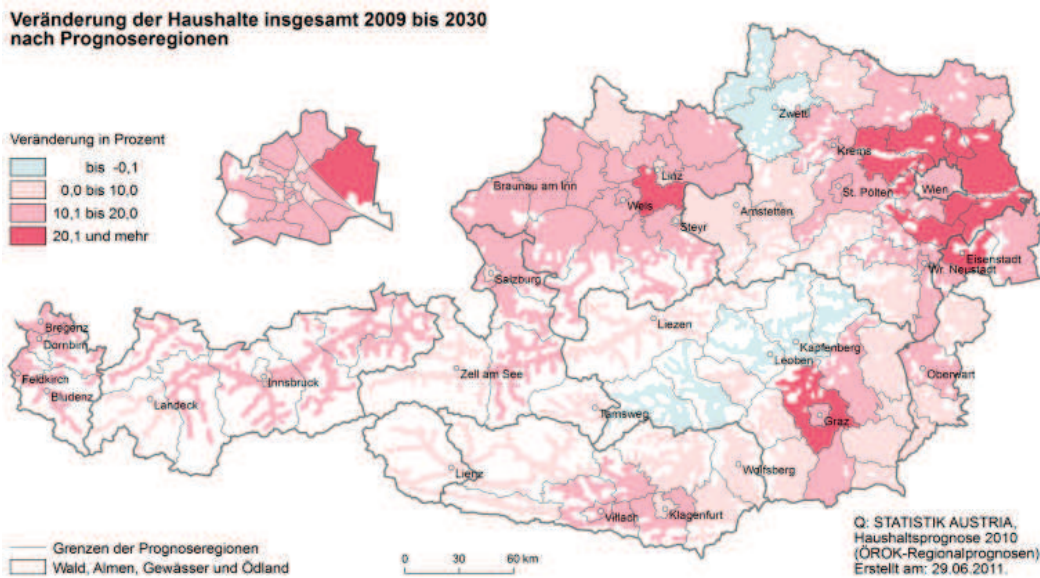 Veränderung der Haushalte insgesamt 2009 bis 2030
nach Prognoseregionen
Veränderung in Prozent
bis -0,1
0,0 bis 10,0
10,1 bis 20,0
20,1 und mehr
Zwettl
Krems
Linz
Braunau am Inn
Wels
St. Pölten
Wien
Amstetten
Steyr
Eisenstadt
Wr. Neustadt
Salzburg
Bregenz
Dornbirn
Liezen
Kapfenberg
Leoben
Feldkirch
Innsbruck
Zell am See
Oberwart
Bludenz
Landeck
Tamsweg
Graz
Lienz
Wolfsberg
Villach
Klagenfurt
Grenzen der Prognoseregionen
Wald, Almen, Gewässer und Ödland
0 30 60 km
Q: STATISTIK AUSTRIA,
Haushaltsprognose 2010
(ÖROK-Regionalprognosen)
Erstellt am: 29.06.2011.